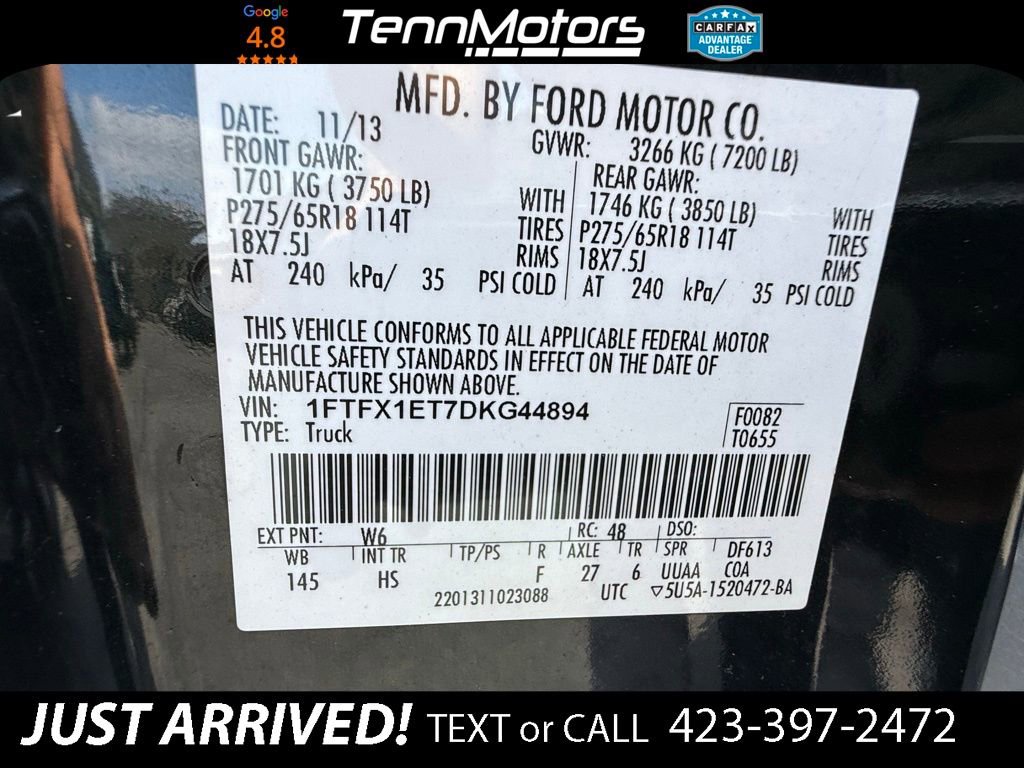 Google
4.8
TennMotors
CARFAX
ADVANTAGE
DEALER
MFD. BY FORD MOTOR CO.
DATE: 11/13
GVWR: 3266 KG ( 7200 LB)
FRONT GAWR:
1701 KG ( 3750 LB) WITH
P275/65R18 114T TIRES
18X7.5J RIMS
AT 240 kPa/ 35 PSI COLD
REAR GAWR:
1746 KG ( 3850 LB) WITH
P275/65R18 114T TIRES
18X7.5J RIMS
AT 240 kPa/ 35 PSI COLD
THIS VEHICLE CONFORMS TO ALL APPLICABLE FEDERAL MOTOR
VEHICLE SAFETY STANDARDS IN EFFECT ON THE DATE OF
MANUFACTURE SHOWN ABOVE.
VIN: 1FTFX1ET7DKG44894
TYPE: Truck
F0082
T0655
EXT PNT: W6 RC: 48 DSO:
WB INT TR TP/PS R AXLE TR SPR DF613
145 HS F 27 6 UUAA COA
2201311023088 UTC ▽5U5A-1520472-BA
JUST ARRIVED! TEXT or CALL 423-397-2472